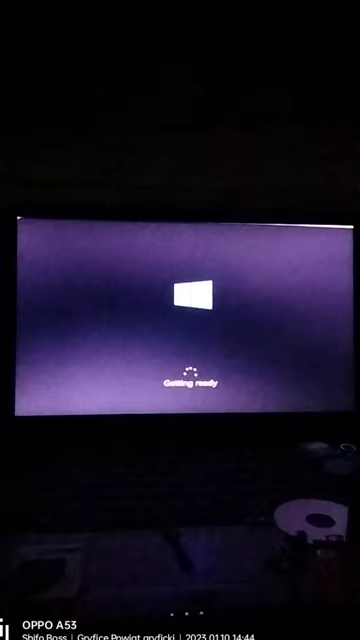 Getting ready
OPPO A53
Shifo Boss | Gryfice Powiat gryficki | 2023.01.10 14:44